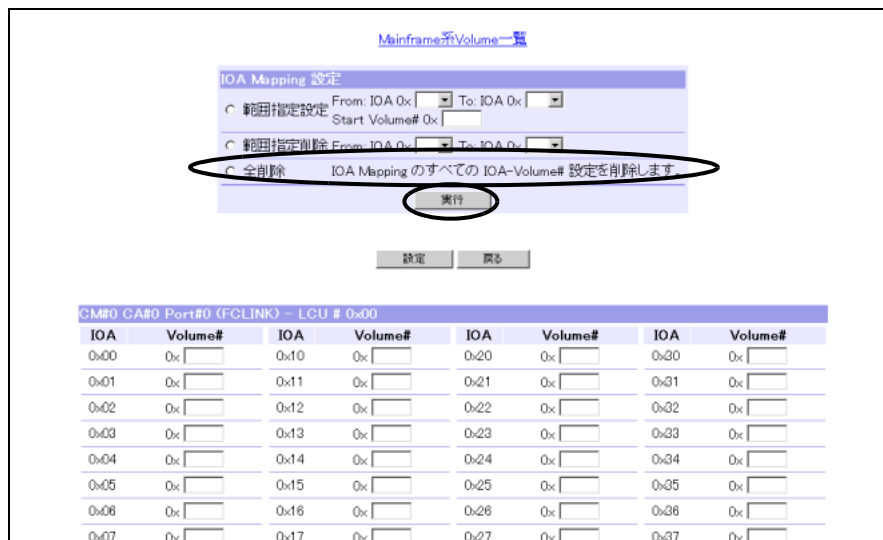 Mainframe系Volume一覧
IOA Mapping 設定
範囲指定設定 From: IOA 0x To: IOA 0x
Start Volume# 0x
範囲指定削除 From: IOA 0x To: IOA 0x
全削除 IOA Mapping のすべての IOA-Volume# 設定を削除します。
実行
設定 戻る
CM#0 CA#0 Port#0 (FCLINK) - LCU # 0x00
IOA Volume# IOA Volume# IOA Volume# IOA Volume#
0x00 0x 0x10 0x 0x20 0x 0x30 0x
0x01 0x 0x11 0x 0x21 0x 0x31 0x
0x02 0x 0x12 0x 0x22 0x 0x32 0x
0x03 0x 0x13 0x 0x23 0x 0x33 0x
0x04 0x 0x14 0x 0x24 0x 0x34 0x
0x05 0x 0x15 0x 0x25 0x 0x35 0x
0x06 0x 0x16 0x 0x26 0x 0x36 0x
0x07 0x 0x17 0x 0x27 0x 0x37 0x